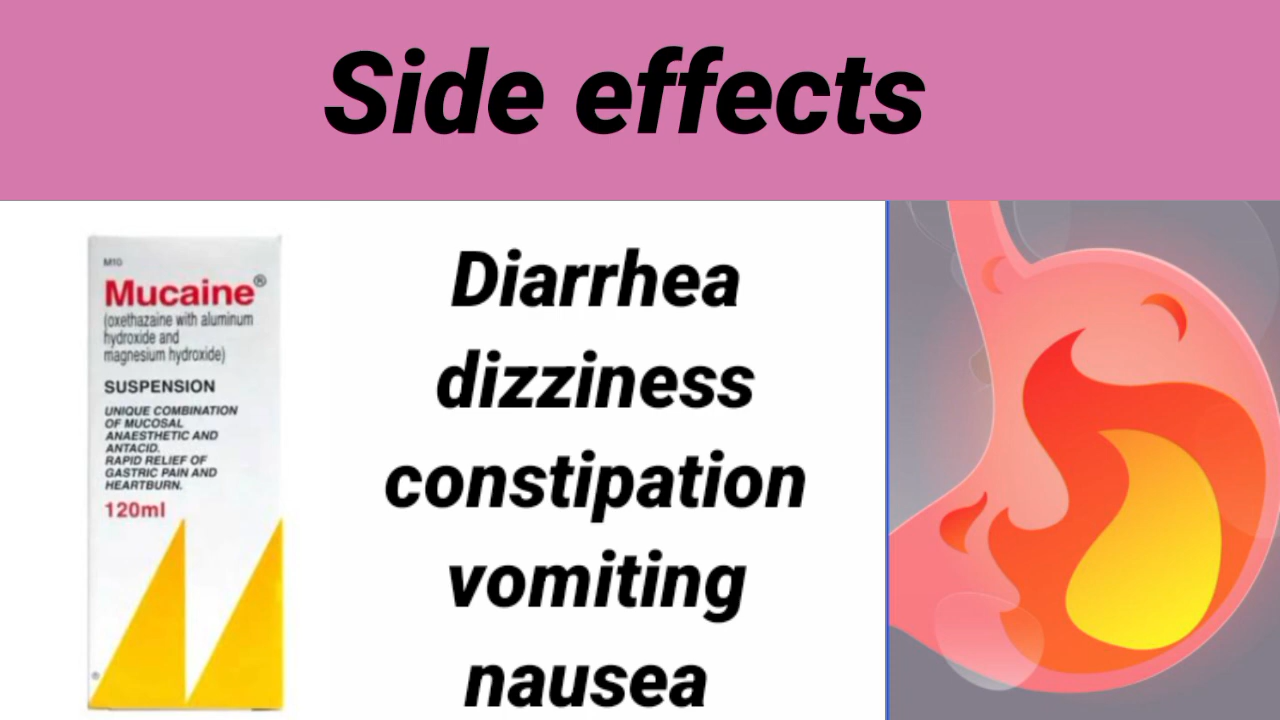 Side effects
M10
Mucaine®
(oxethazaine with aluminum
hydroxide and
magnesium hydroxide)
SUSPENSION
UNIQUE COMBINATION
OF MUCOSAL
ANAESTHETIC AND
ANTACID.
RAPID RELIEF OF
GASTRIC PAIN AND
HEARTBURN.
120ml
Diarrhea
dizziness
constipation
vomiting
nausea